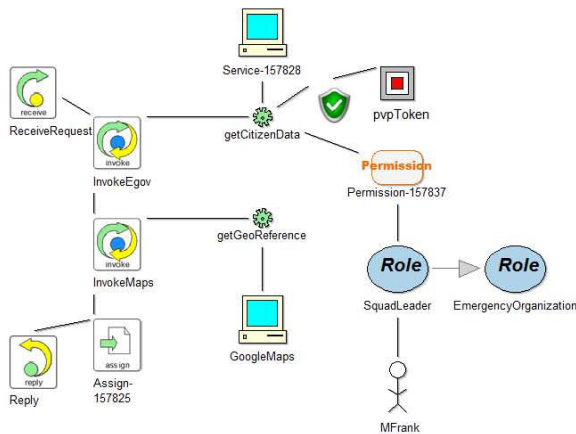 Service-157828
receive
ReceiveRequest
pvpToken
getCitizenData
invoke
InvokeEgov
Permission
Permission-157837
getGeoReference
invoke
InvokeMaps
Role
Role
SquadLeader
EmergencyOrganization
GoogleMaps
reply
Reply
assign
Assign-
157825
MFrank